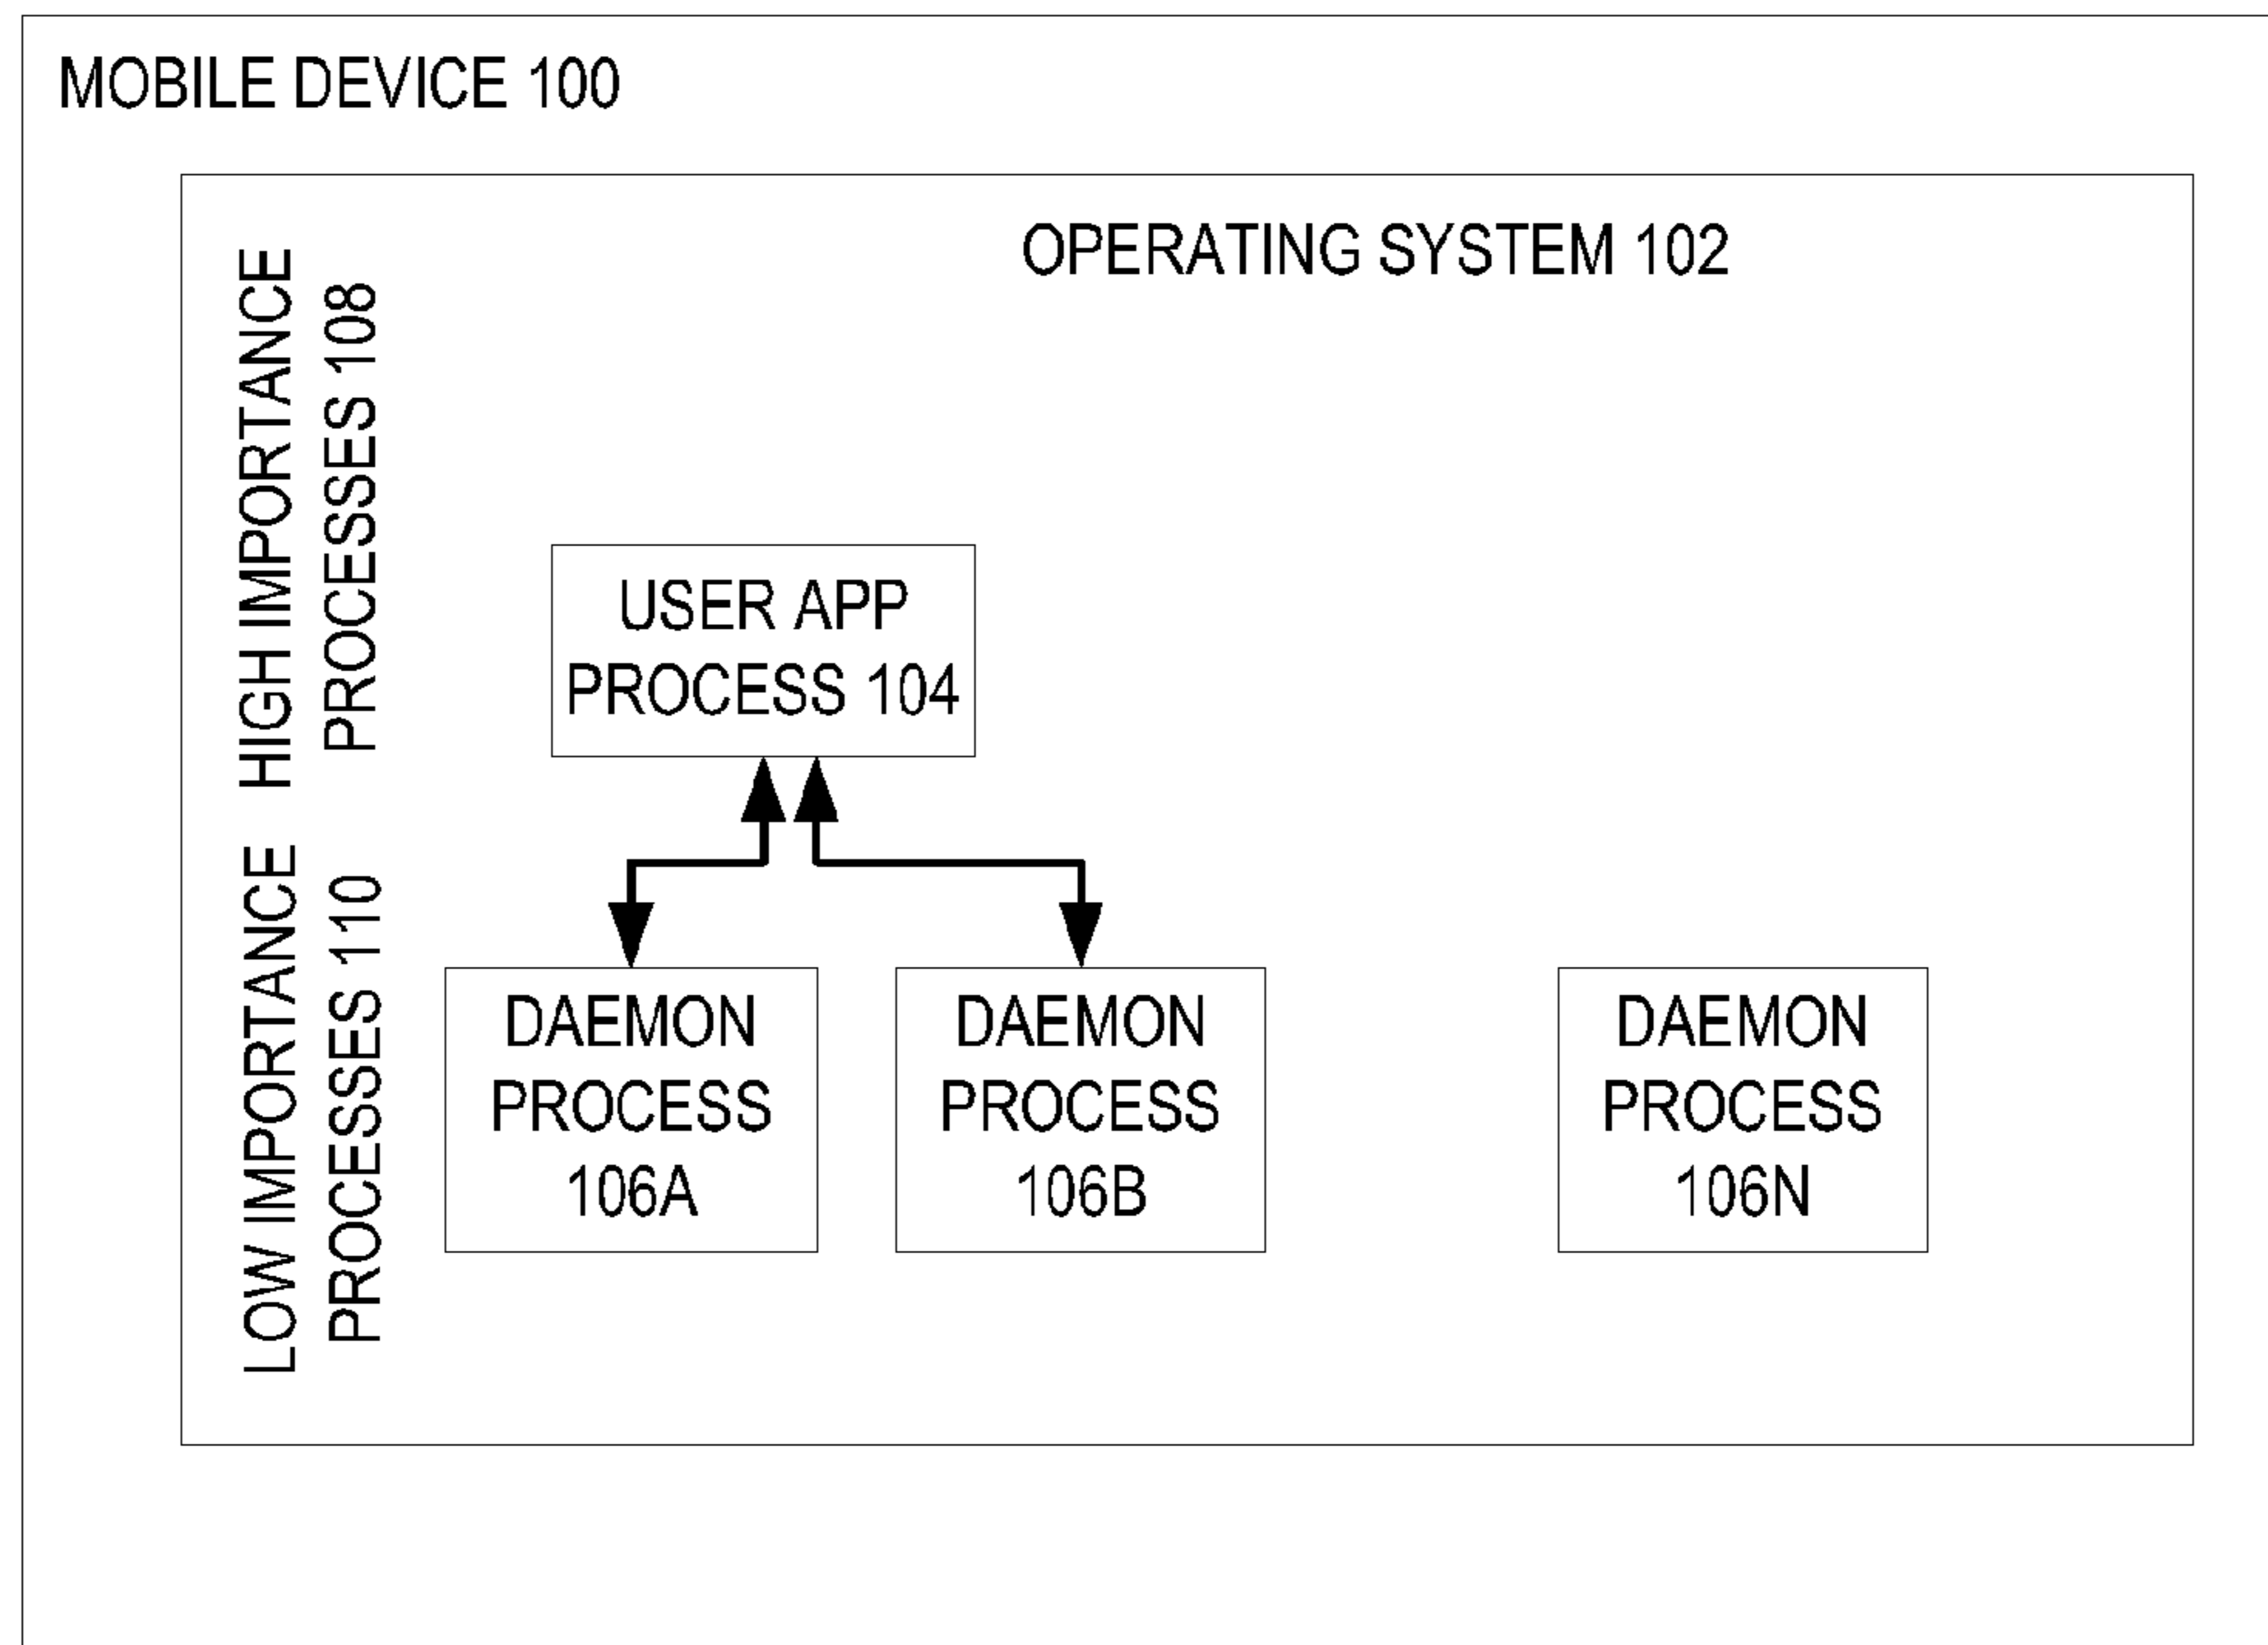 MOBILE DEVICE 100
OPERATING SYSTEM 102
HIGH IMPORTANCE
PROCESSES 108
USER APP
PROCESS 104
LOW IMPORTANCE
PROCESSES 110
DAEMON
PROCESS
106A
DAEMON
PROCESS
106B
DAEMON
PROCESS
106N